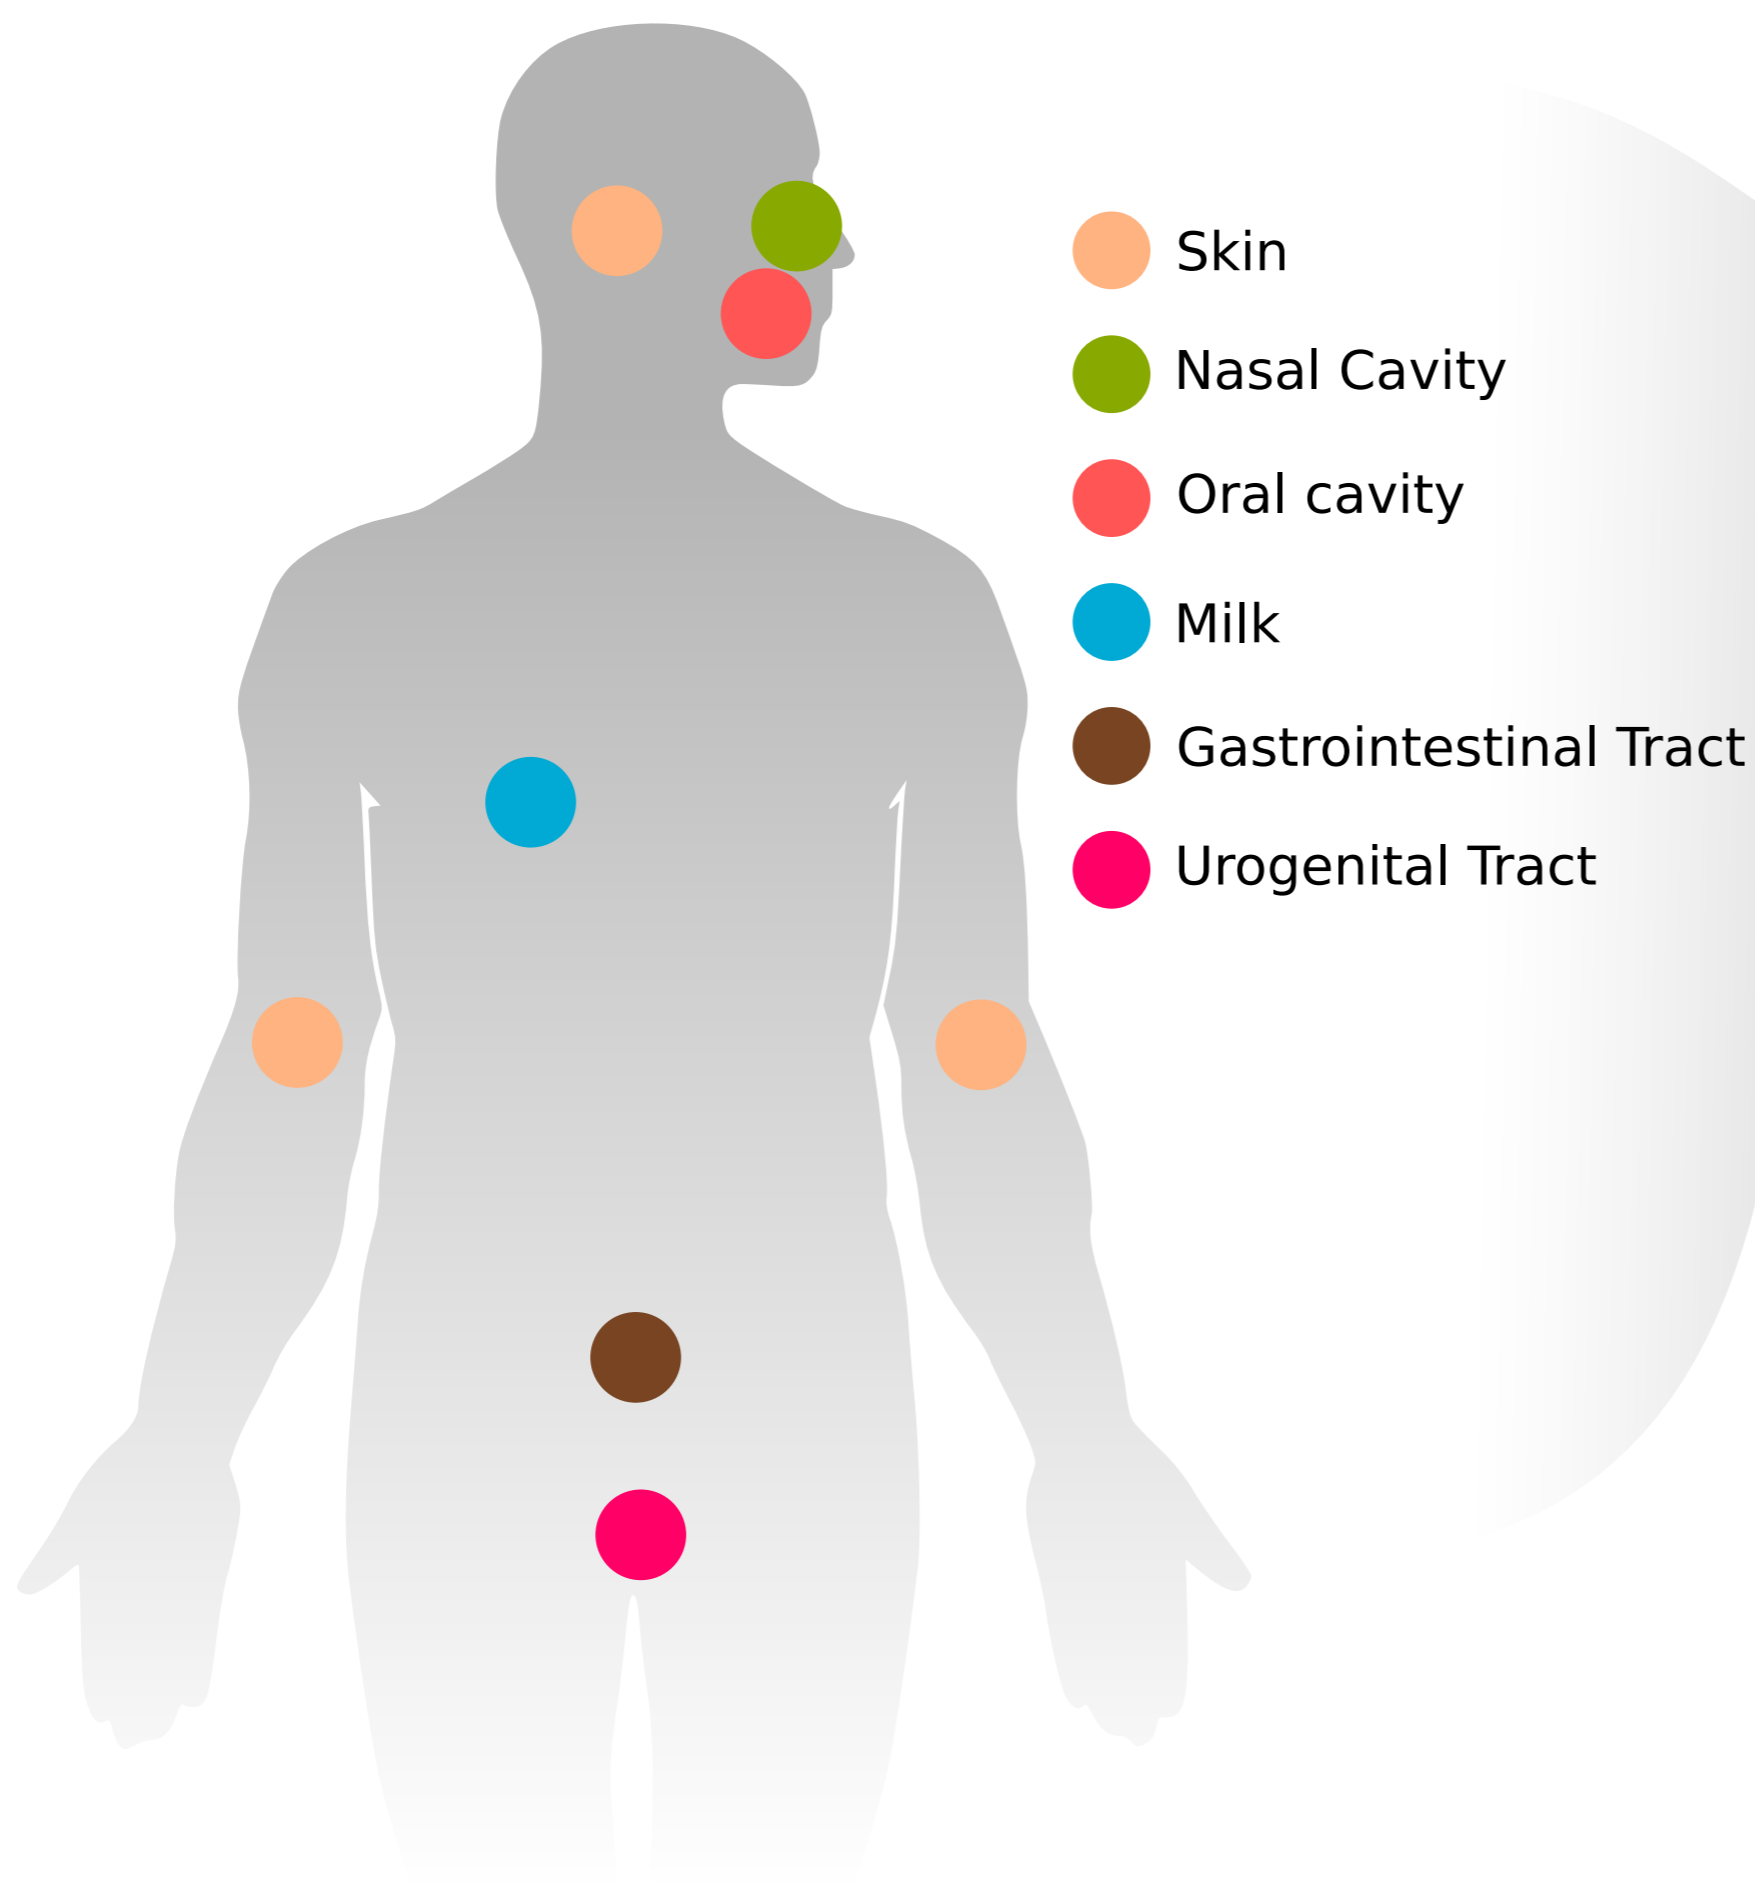 Skin
Nasal Cavity
Oral cavity
Milk
Gastrointestinal Tract
Urogenital Tract